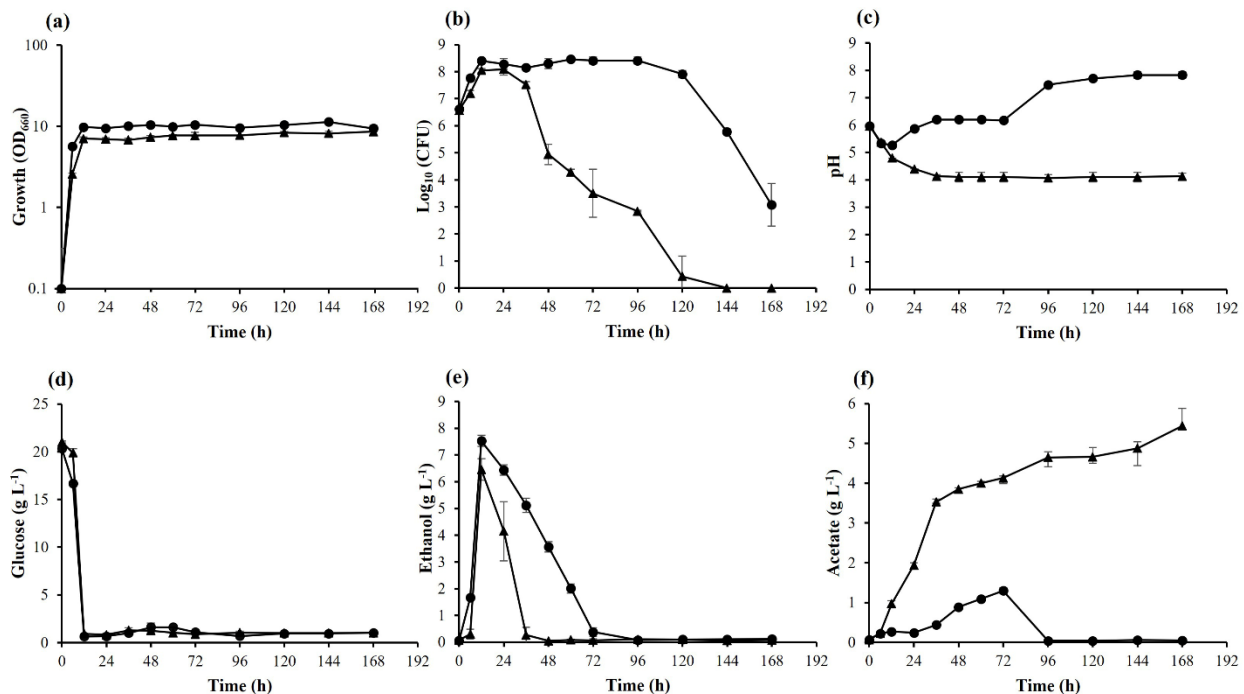 (a)
Growth (OD660)
100
10
1
0.1
0 24 48 72 96 120 144 168 192
Time (h)
(b)
Log10 (CFU)
9
8
7
6
5
4
3
2
1
0
0 24 48 72 96 120 144 168 192
Time (h)
(c)
pH
9
8
7
6
5
4
3
2
1
0
0 24 48 72 96 120 144 168 192
Time (h)
(d)
Glucose (g L-1)
25
20
15
10
5
0
0 24 48 72 96 120 144 168 192
Time (h)
(e)
Ethanol (g L-1)
9
8
7
6
5
4
3
2
1
0
0 24 48 72 96 120 144 168 192
Time (h)
(f)
Acetate (g L-1)
6
5
4
3
2
1
0
0 24 48 72 96 120 144 168 192
Time (h)